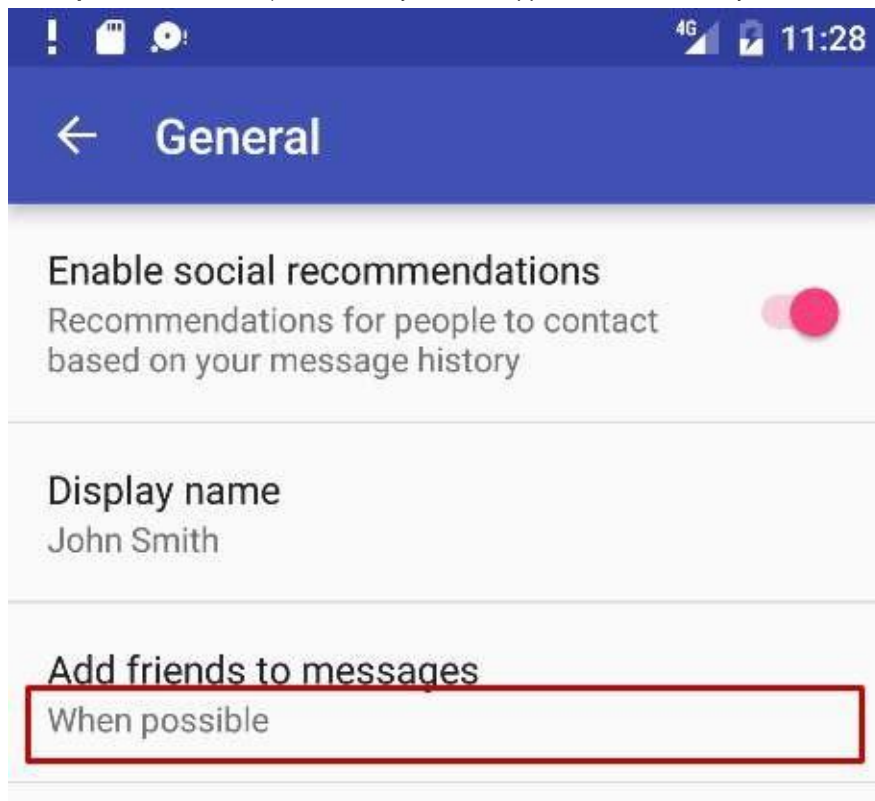 4G 11:28
General
Enable social recommendations
Recommendations for people to contact
based on your message history
Display name
John Smith
Add friends to messages
When possible